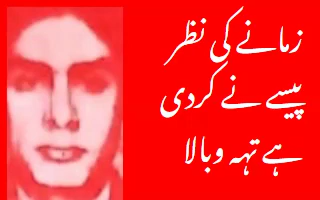 زمانے کی نظر
پیسے نے کردی
ہے تہہ وبالا